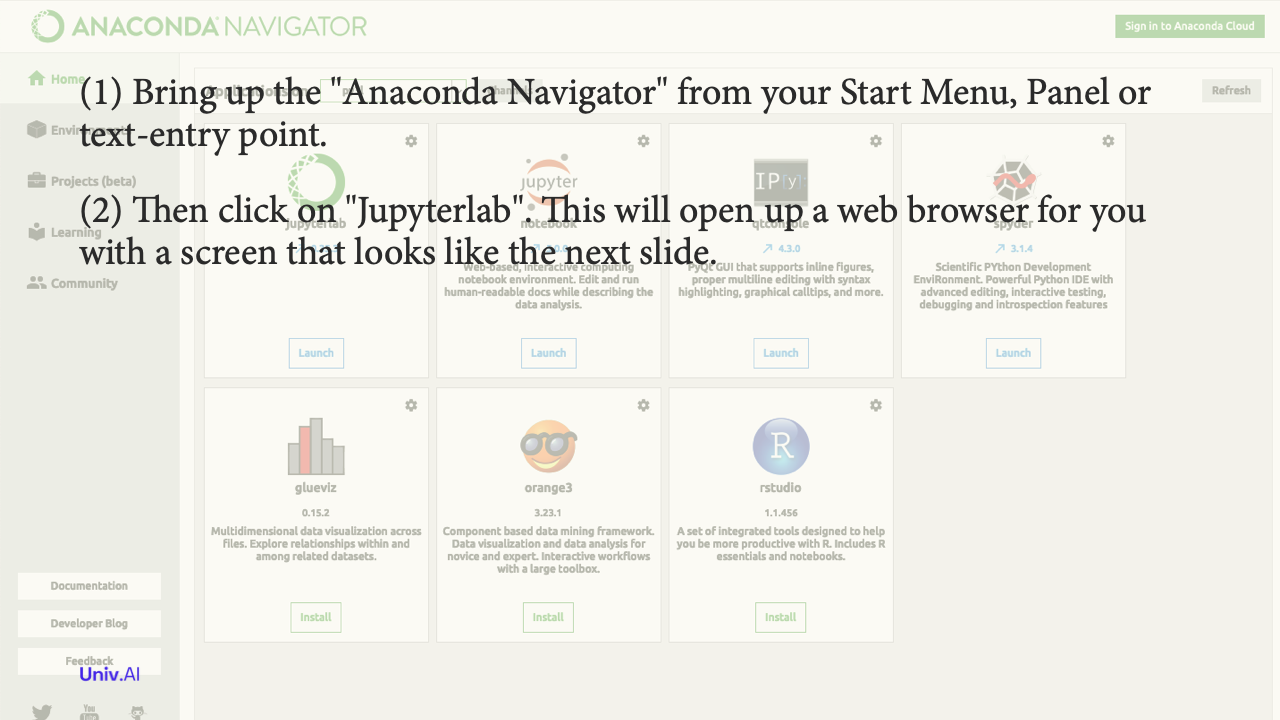 ANACONDA NAVIGATOR
Sign in to Anaconda Cloud
(1) Bring up the "Anaconda Navigator" from your Start Menu, Panel or
text-entry point.
(2) Then click on "Jupyterlab". This will open up a web browser for you
with a screen that looks like the next slide.
Home
Projects (beta)
Learning
Community
Documentation
Developer Blog
Feedback
Refresh
jupyterlab
notebook
Web-based, interactive computing
notebook environment. Edit and run
human-readable docs while describing the
data analysis.
Launch
Launch
qtconsole
4.3.0
PyQt GUI that supports inline figures,
proper multiline editing with syntax
highlighting, graphical calltips, and more.
Launch
spyder
3.1.4
Scientific PYthon Development
EnviRonment. Powerful Python IDE with
advanced editing, interactive testing,
debugging and introspection features
Launch
glueviz
0.15.2
Multidimensional data visualization across
files. Explore relationships within and
among related datasets.
Install
orange3
3.23.1
Component based data mining framework.
Data visualization and data analysis for
novice and expert. Interactive workflows
with a large toolbox.
Install
rstudio
1.1.456
A set of integrated tools designed to help
you be more productive with R. Includes R
essentials and notebooks.
Install
jupyter
IP[y]:
R
You
Tube
Univ.AI